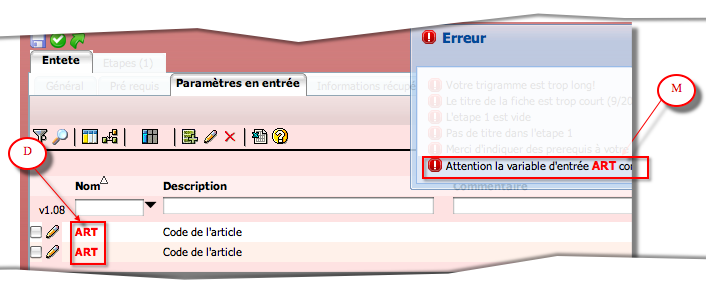 Erreur
Entete
Etapes (1)
Général
Pré requis
Paramètres en entrée
Informations récupé
Votre trigramme est trop long!
Le titre de la fiche est trop court (9/20
L'etape 1 est vide
Pas de titre dans l'etape 1
Merci d'indiquer des prerequis à votre
Attention la variable d'entrée ART co
M
D
Nom
Description
Commentaire
v1.08
ART
Code de l'article
ART
Code de l'article